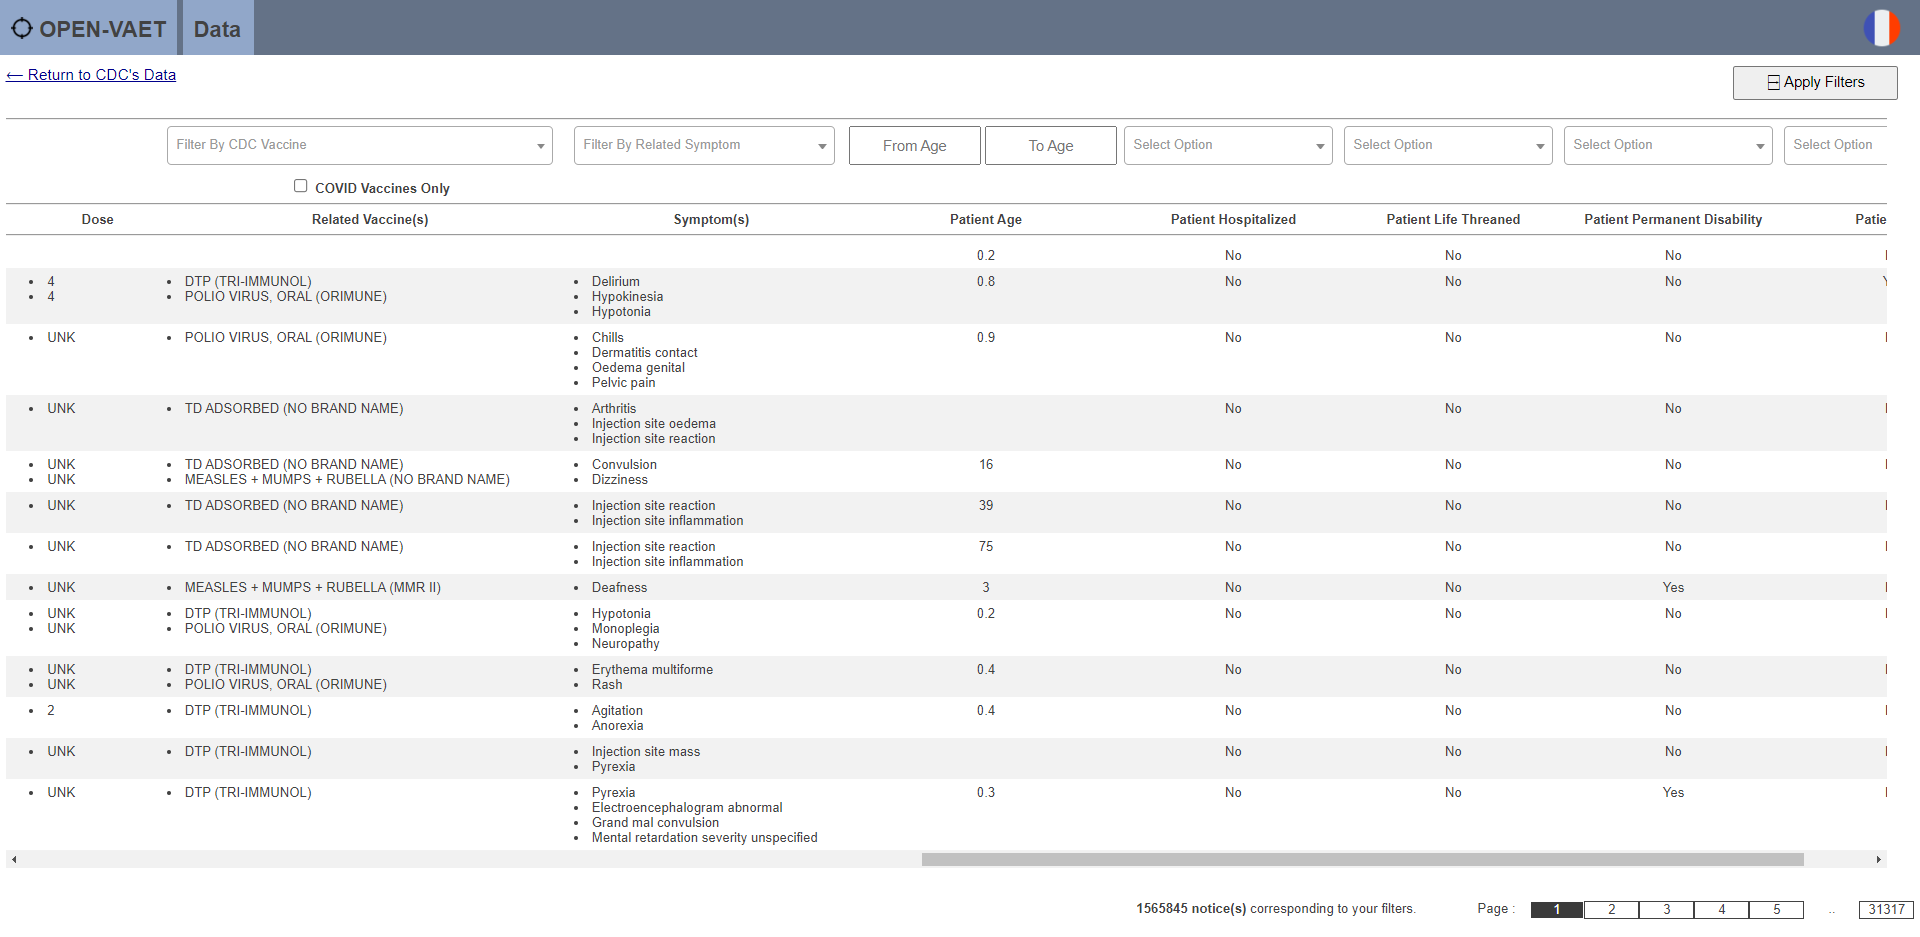 OPEN-VAET Data
← Return to CDC's Data
Apply Filters
Filter By CDC Vaccine Filter By Related Symptom From Age To Age Select Option Select Option Select Option Select Option
COVID Vaccines Only
Dose Related Vaccine(s) Symptom(s) Patient Age Patient Hospitalized Patient Life Threaned Patient Permanent Disability Patie
0.2 No No No
• 4 • DTP (TRI-IMMUNOL) • Delirium 0.8 No No No
• 4 • POLIO VIRUS, ORAL (ORIMUNE) • Hypokinesia
• Hypotonia
• UNK • POLIO VIRUS, ORAL (ORIMUNE) • Chills 0.9 No No No
• Dermatitis contact
• Oedema genital
• Pelvic pain
• UNK • TD ADSORBED (NO BRAND NAME) • Arthritis No No No
• Injection site oedema
• Injection site reaction
• UNK • TD ADSORBED (NO BRAND NAME) • Convulsion 16 No No No
• UNK • MEASLES + MUMPS + RUBELLA (NO BRAND NAME) • Dizziness
• UNK • TD ADSORBED (NO BRAND NAME) • Injection site reaction 39 No No No
• Injection site inflammation
• UNK • TD ADSORBED (NO BRAND NAME) • Injection site reaction 75 No No No
• Injection site inflammation
• UNK • MEASLES + MUMPS + RUBELLA (MMR II) • Deafness 3 No No Yes
• UNK • DTP (TRI-IMMUNOL) • Hypotonia 0.2 No No No
• UNK • POLIO VIRUS, ORAL (ORIMUNE) • Monoplegia
• Neuropathy
• UNK • DTP (TRI-IMMUNOL) • Erythema multiforme 0.4 No No No
• UNK • POLIO VIRUS, ORAL (ORIMUNE) • Rash
• 2 • DTP (TRI-IMMUNOL) • Agitation 0.4 No No No
• Anorexia
• UNK • DTP (TRI-IMMUNOL) • Injection site mass No No No
• Pyrexia
• UNK • DTP (TRI-IMMUNOL) • Pyrexia 0.3 No No Yes
• Electroencephalogram abnormal
• Grand mal convulsion
• Mental retardation severity unspecified
1565845 notice(s) corresponding to your filters. Page : 1 2 3 4 5 .. 31317